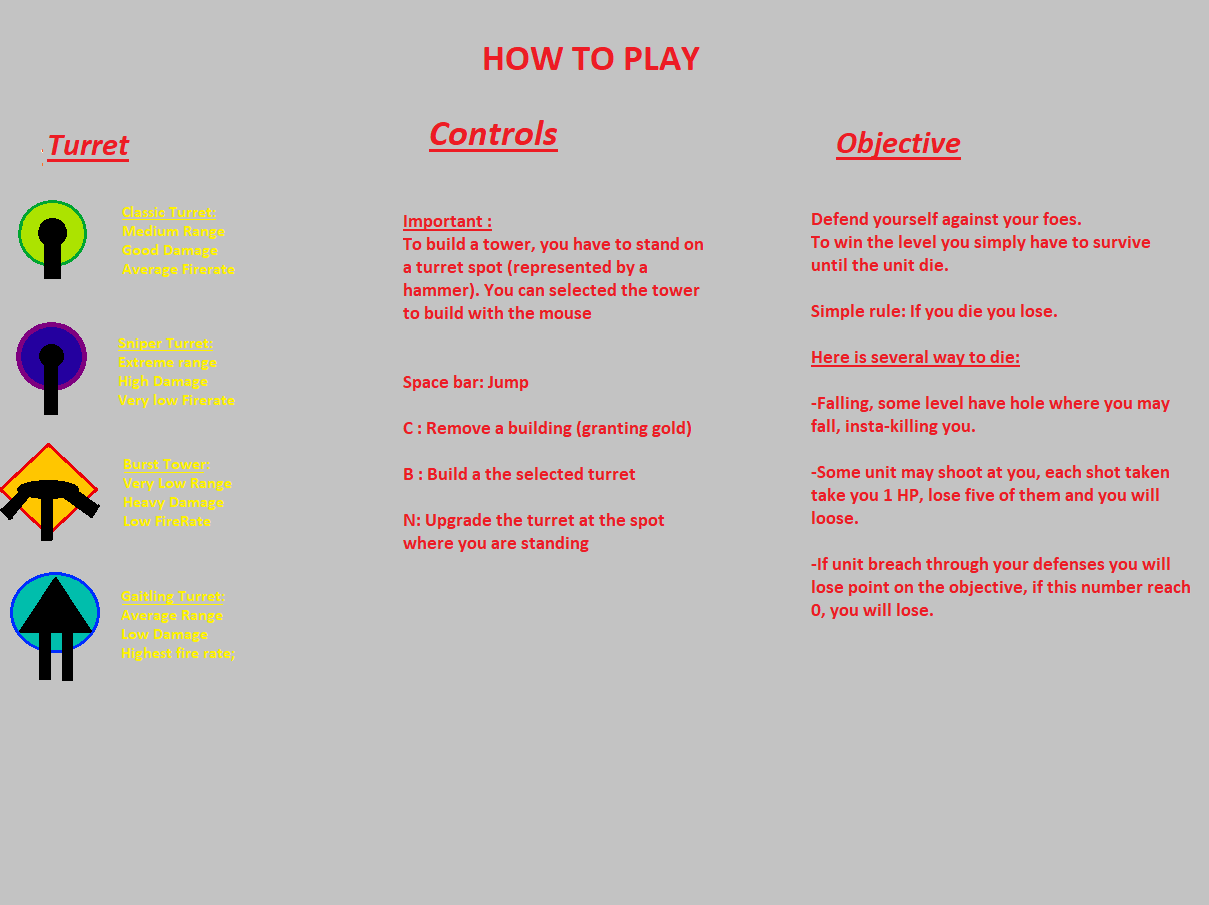 HOW TO PLAY
Turret
Classic Turret:
Medium Range
Good Damage
Average Firerate
Sniper Turret:
Extreme range
High Damage
Very low Firerate
Burst Tower:
Very Low Range
Heavy Damage
Low FireRate
Gaitling Turret:
Average Range
Low Damage
Highest fire rate;
Controls
Important :
To build a tower, you have to stand on
a turret spot (represented by a
hammer). You can selected the tower
to build with the mouse
Space bar: Jump
C : Remove a building (granting gold)
B : Build a the selected turret
N: Upgrade the turret at the spot
where you are standing
Objective
Defend yourself against your foes.
To win the level you simply have to survive
until the unit die.
Simple rule: If you die you lose.
Here is several way to die:
-Falling, some level have hole where you may
fall, insta-killing you.
-Some unit may shoot at you, each shot taken
take you 1 HP, lose five of them and you will
loose.
-If unit breach through your defenses you will
lose point on the objective, if this number reach
0, you will lose.